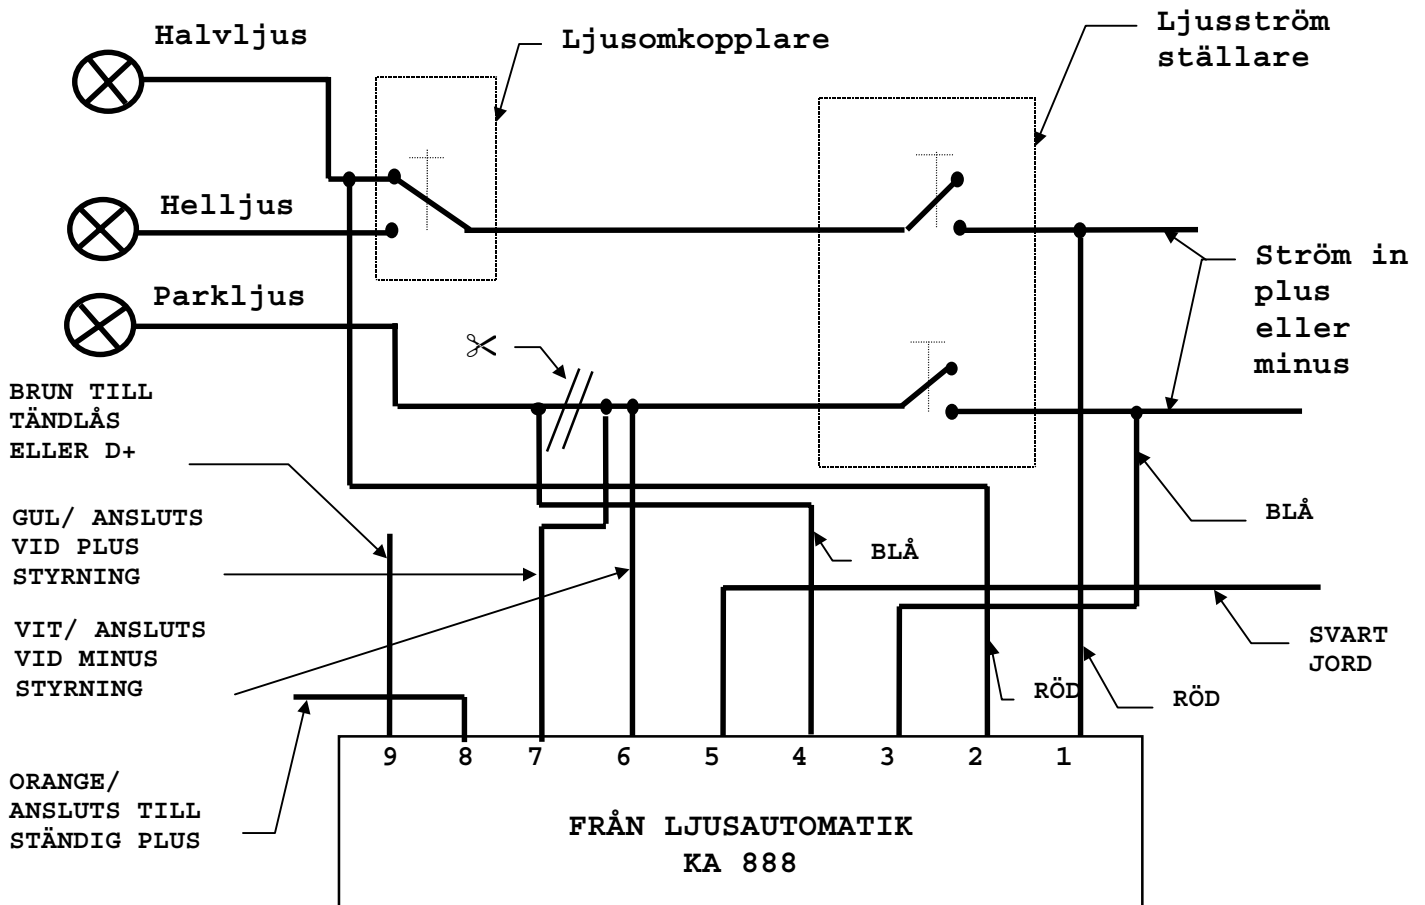 Halvljus
Ljusomkopplare
Ljusström
ställare
Helljus
Ström in
plus
eller
minus
Parkljus
BRUN TILL
TÄNDLÅS
ELLER D+
GUL/ ANSLUTS
VID PLUS
STYRNING
BLÅ
BLÅ
VIT/ ANSLUTS
VID MINUS
STYRNING
SVART
JORD
RÖD
RÖD
9 8 7 6 5 4 3 2 1
ORANGE/
ANSLUTS TILL
STÄNDIG PLUS
FRÅN LJUSAUTOMATIK
KA 888